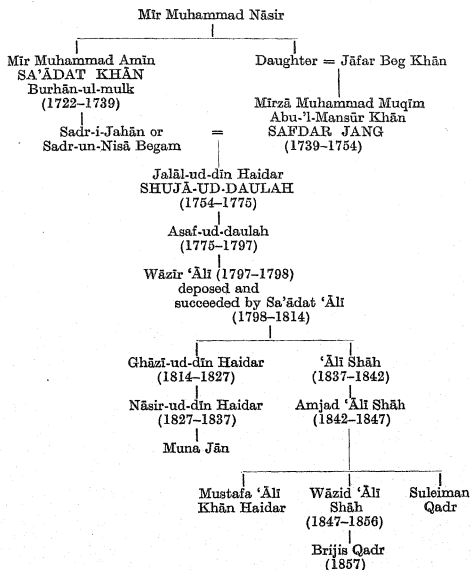 Mīr Muhammad Nāsir
Mīr Muhammad Amīn
SA'ĀDAT KHĀN
Burhān-ul-mulk
(1722–1739)
Daughter = Jāfar Beg Khān
Mīrzā Muhammad Muqīm
Abu-'l-Mansūr Khān
SAFDAR JANG
(1739–1754)
Sadr-i-Jahān or
Sadr-un-Nisā Begam
=
Jalāl-ud-dīn Haidar
SHUJĀ-UD-DAULAH
(1754–1775)
Asaf-ud-daulah
(1775–1797)
Wāzīr ‘Ālī (1797–1798)
deposed and
succeeded by Sa'ādat ‘Ālī
(1798–1814)
Ghāzī-ud-dīn Haidar
(1814–1827)
‘Ālī Shāh
(1837–1842)
Nāsir-ud-dīn Haidar
(1827–1837)
Amjad ‘Ālī Shāh
(1842–1847)
Muna Jān
Mustafa ‘Ālī
Khān Haidar
Wāzid ‘Ālī
Shāh
(1847–1856)
Suleiman
Qadr
Brijis Qadr
(1857)